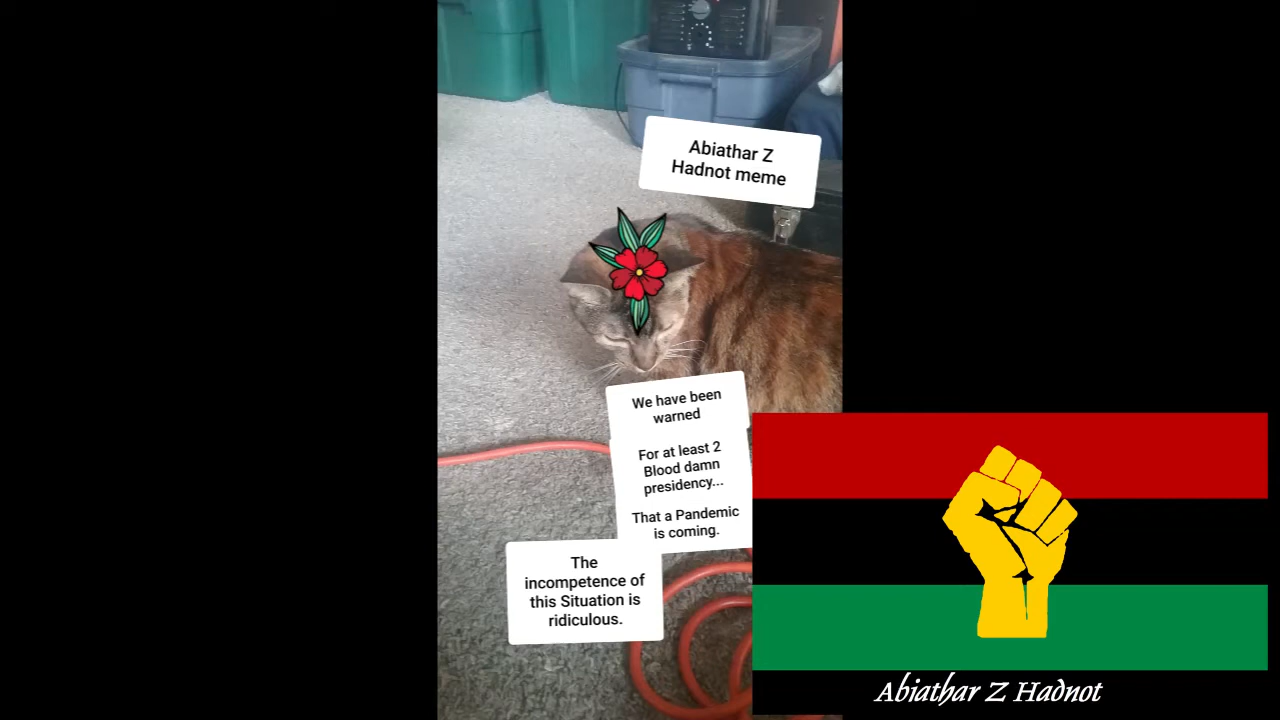 Abiathar Z
Hadnot meme
We have been
warned
For at least 2
Blood damn
presidency...
That a Pandemic
is coming.
The
incompetence of
this Situation is
ridiculous.
Abiathar Z Hadnot